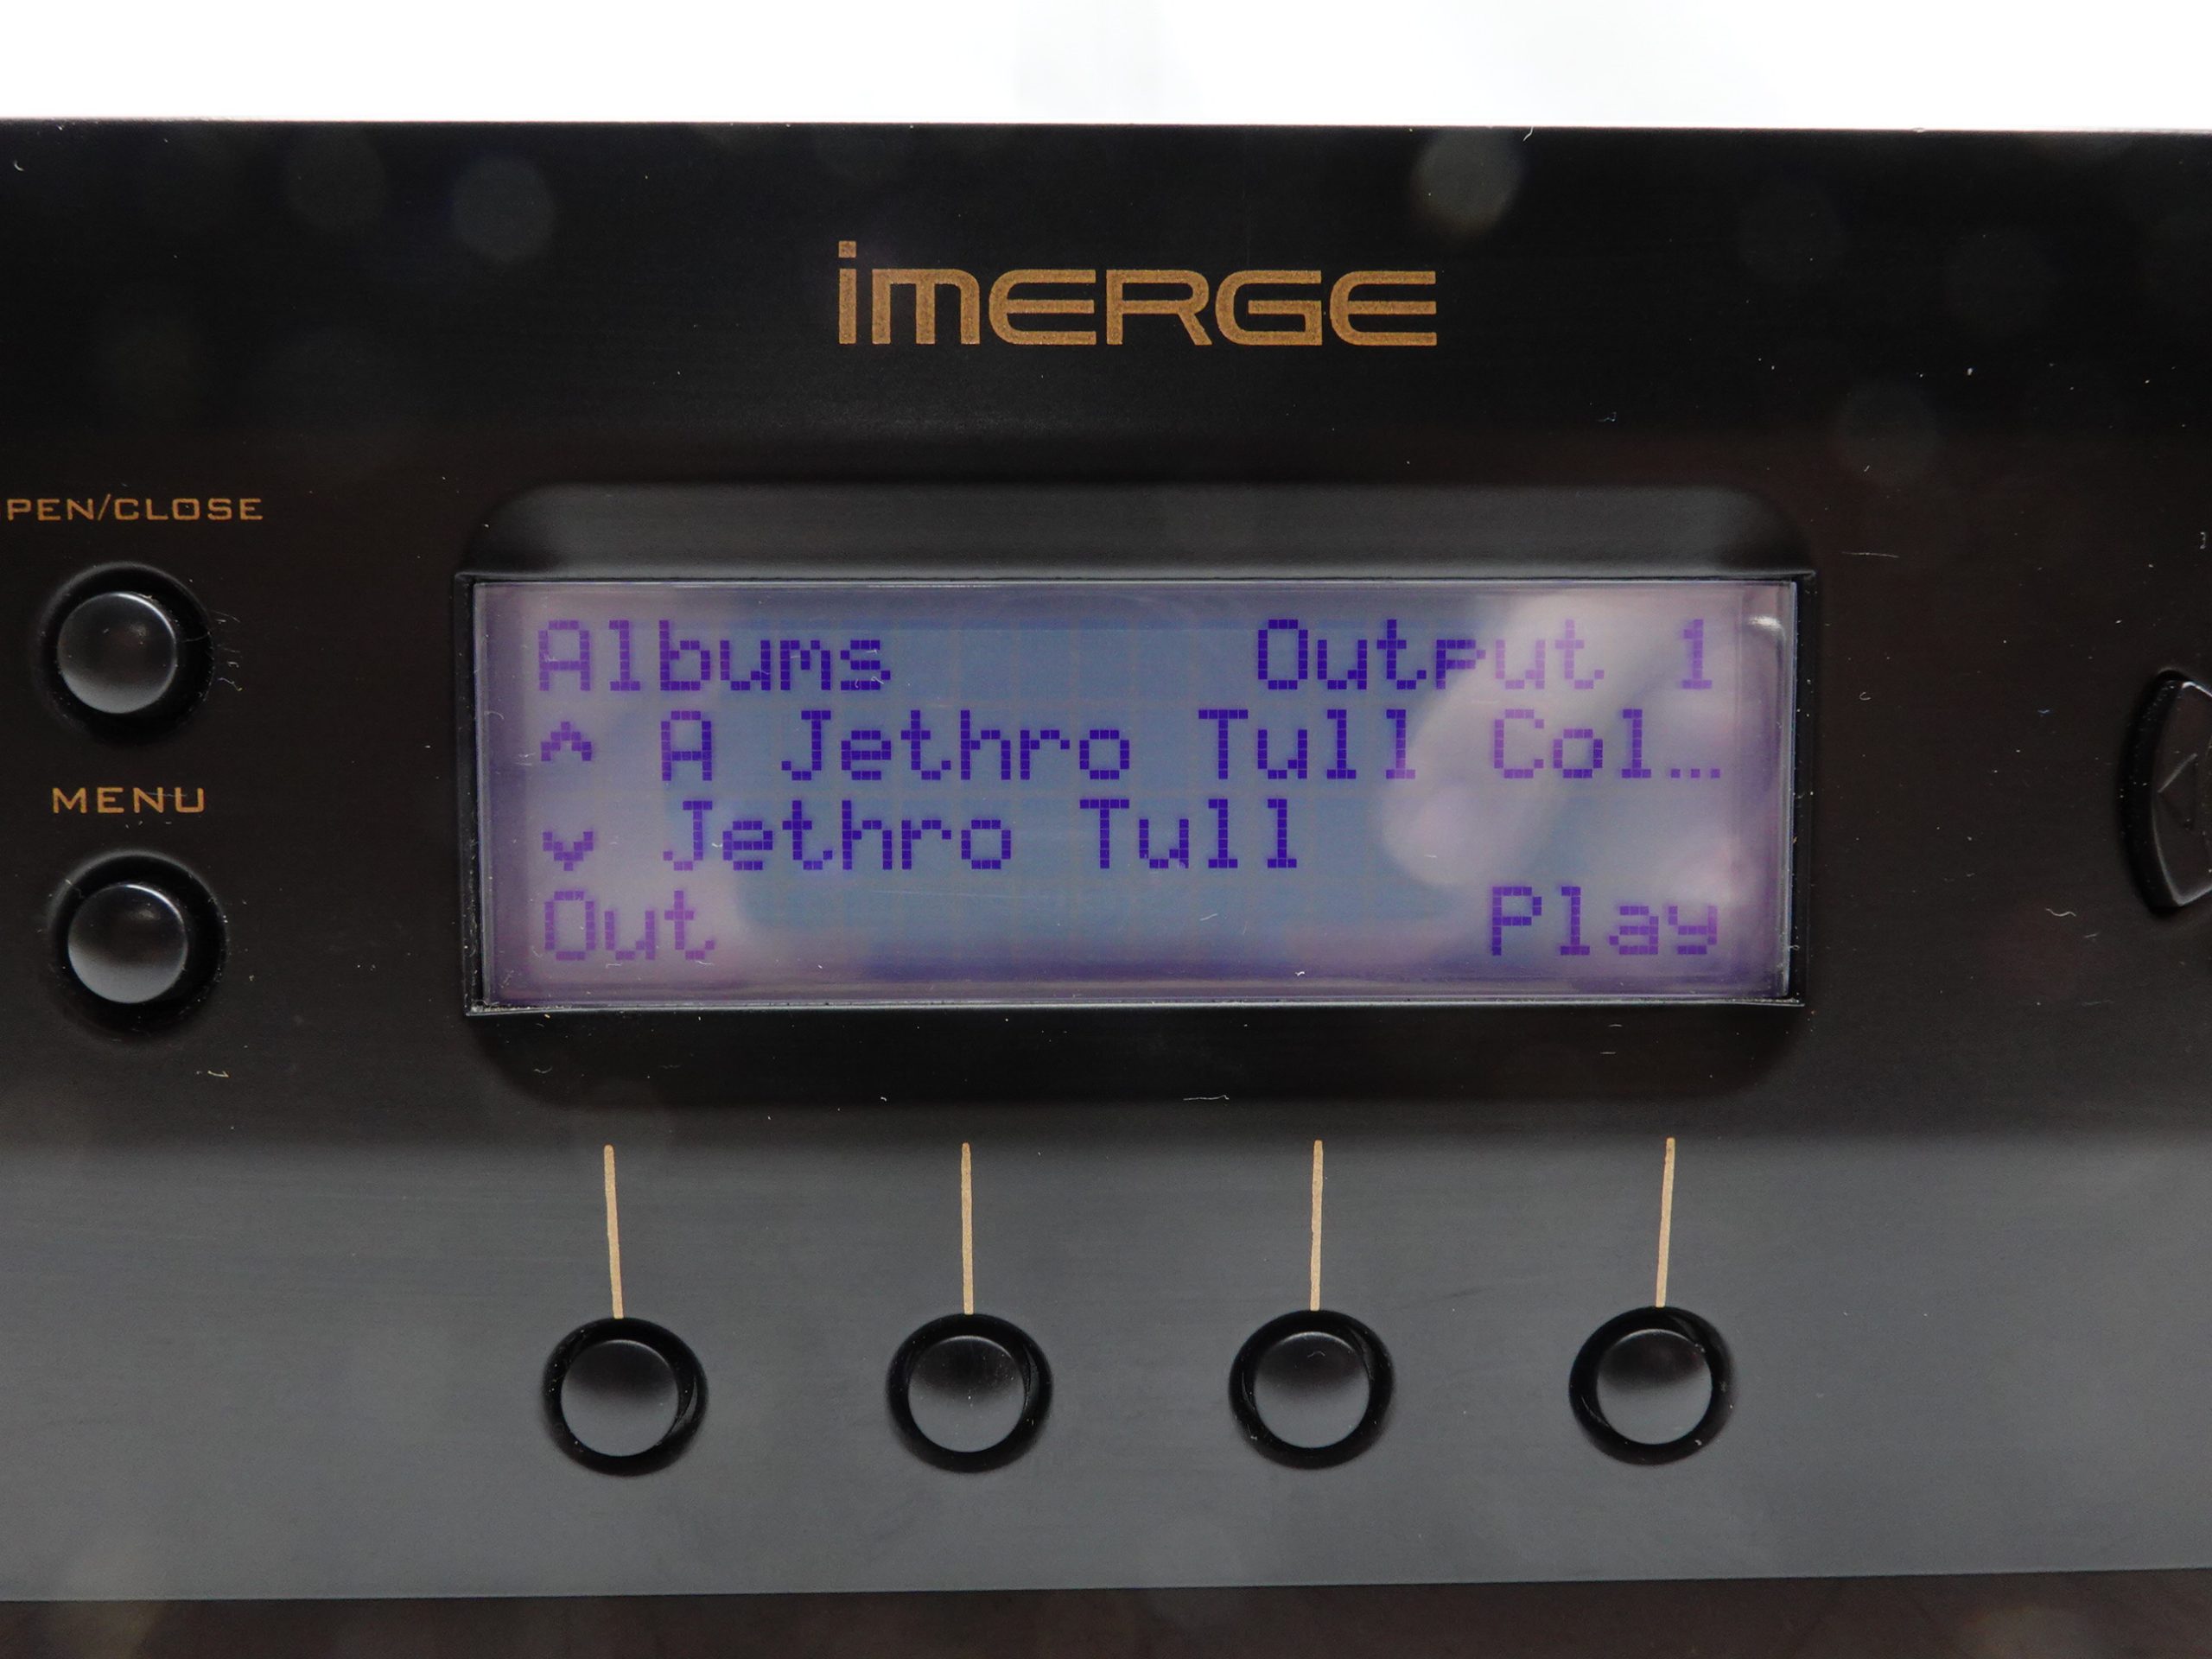 imERGE
PEN/CLOSE
MENU
Albums Output 1
^ A Jethro Tull Col...
⌄ Jethro Tull
Out Play